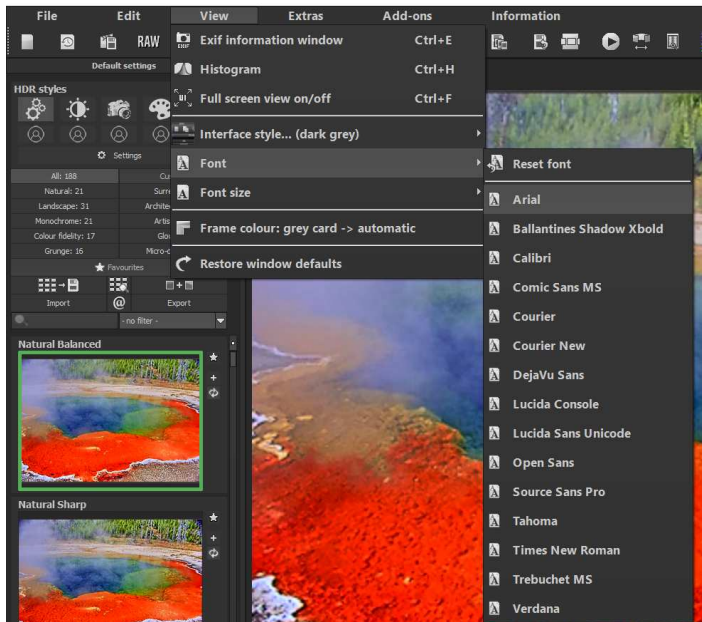 File Edit View Extras Add-ons Information
RAW
Default settings
HDR styles
Settings
All: 188
Natural: 21
Landscape: 31
Monochrome: 21
Colour fidelity: 17
Grunge: 16
Favourites
Import @ Export
- no filter -
Natural Balanced
Natural Sharp
EXIF Exif information window Ctrl+E
Histogram Ctrl+H
UI Full screen view on/off Ctrl+F
Interface style... (dark grey)
Font
Font size
Frame colour: grey card -> automatic
Restore window defaults
Reset font
Arial
Ballantines Shadow Xbold
Calibri
Comic Sans MS
Courier
Courier New
DejaVu Sans
Lucida Console
Lucida Sans Unicode
Open Sans
Source Sans Pro
Tahoma
Times New Roman
Trebuchet MS
Verdana